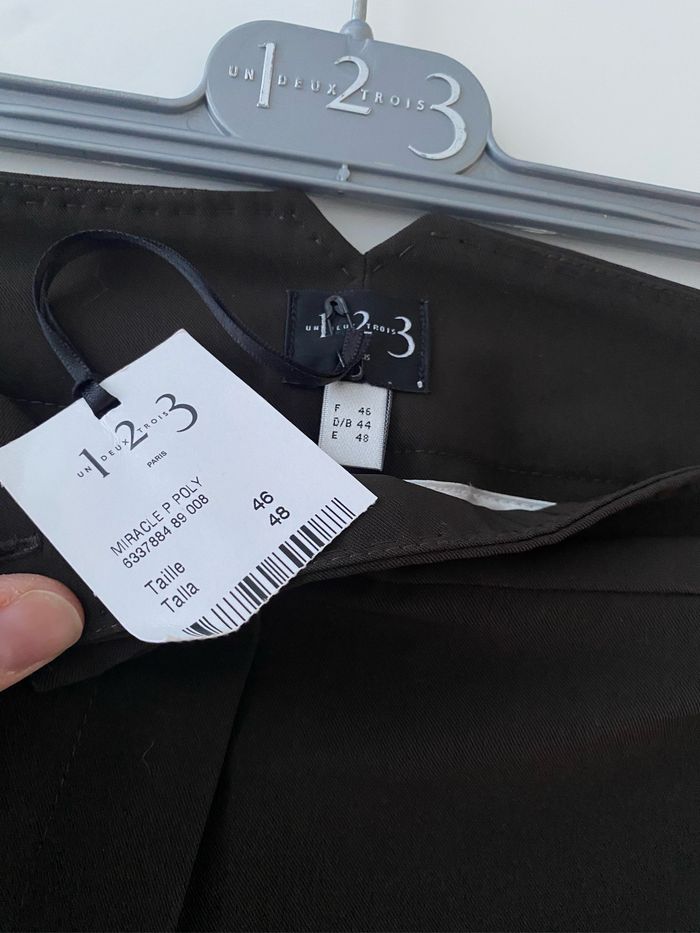 UN 1 DEUX 2 TROIS 3
UN 1 DEUX 2 TROIS 3
F 46
D/B 44
E 48
UN 1 DEUX 2 TROIS 3
PARIS
MIRACLE P POLY
6337884 89 008
Taille 46
Talla 48